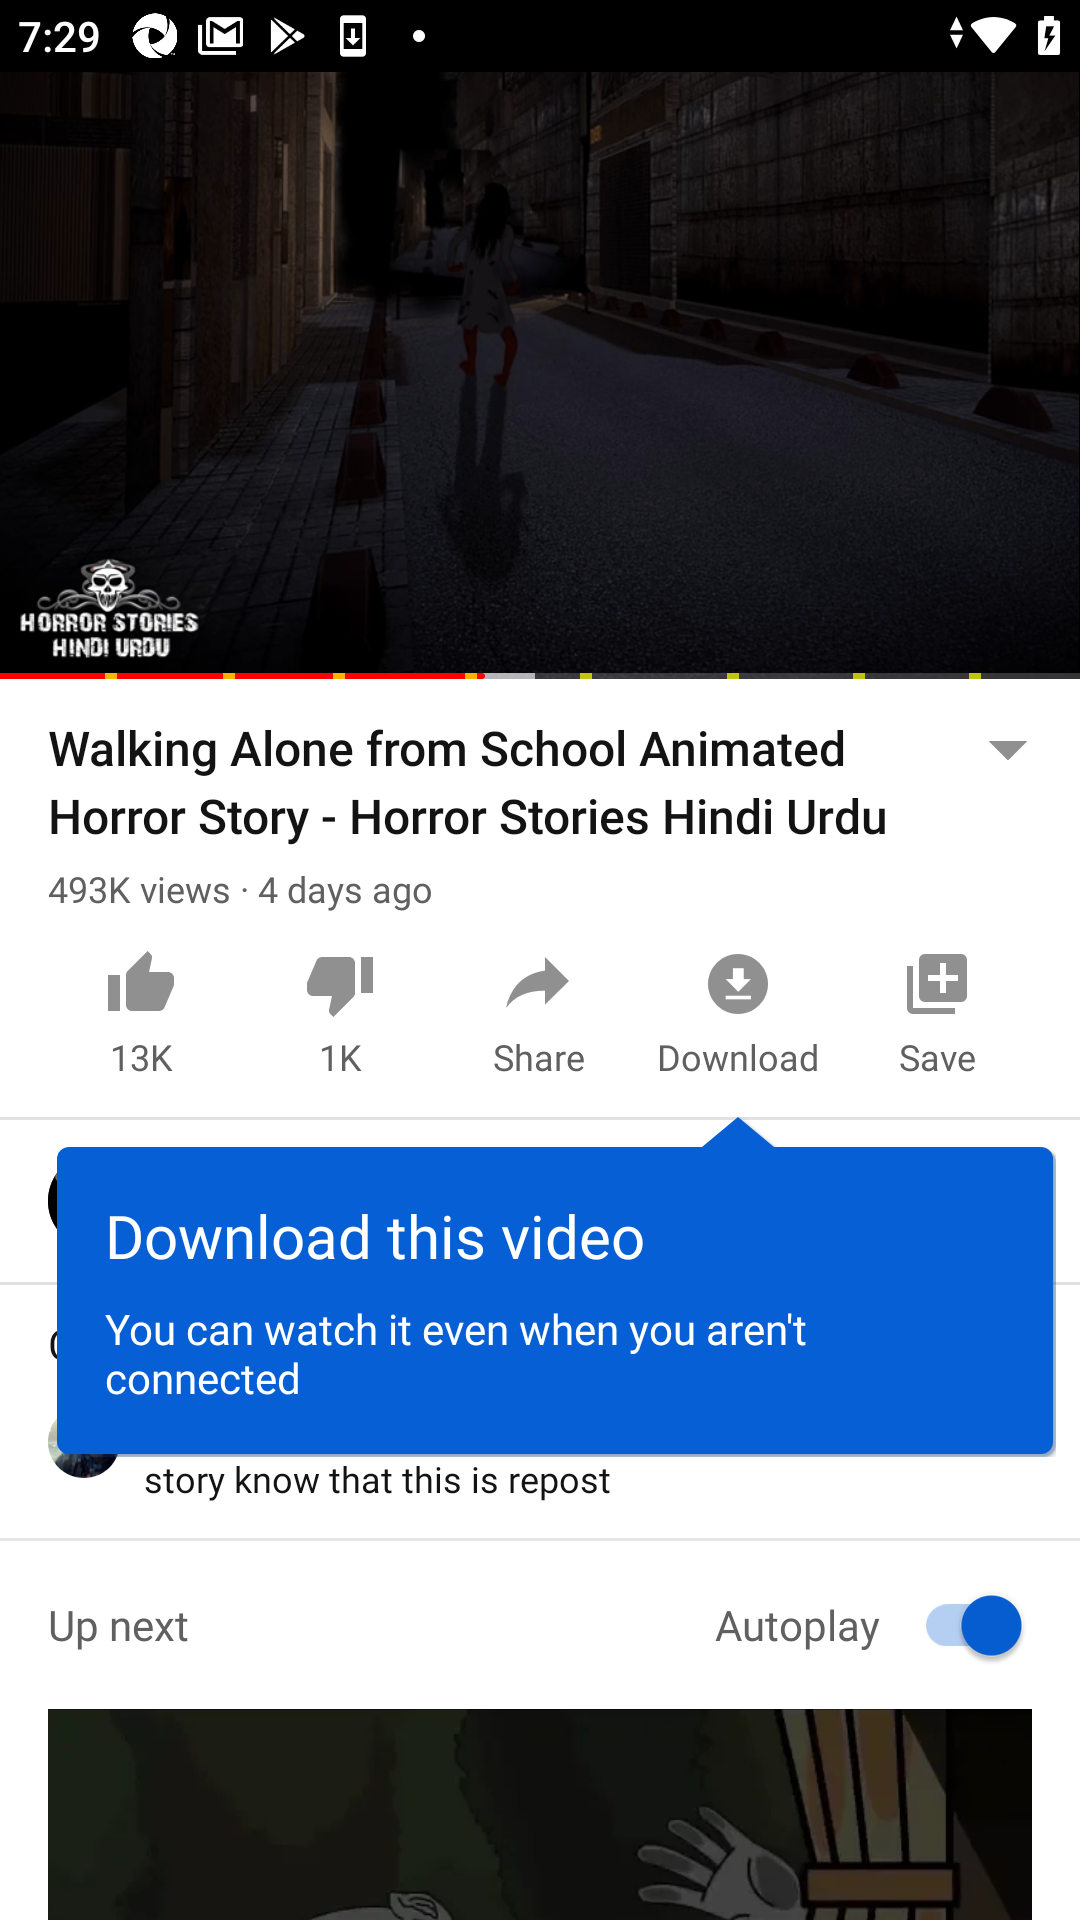 7:29
HORROR STORIES
HINDI URDU
Walking Alone from School Animated
Horror Story - Horror Stories Hindi Urdu
493K views · 4 days ago
13K
1K
Share
Download
Save
Download this video
You can watch it even when you aren't
connected
story know that this is repost
Up next
Autoplay